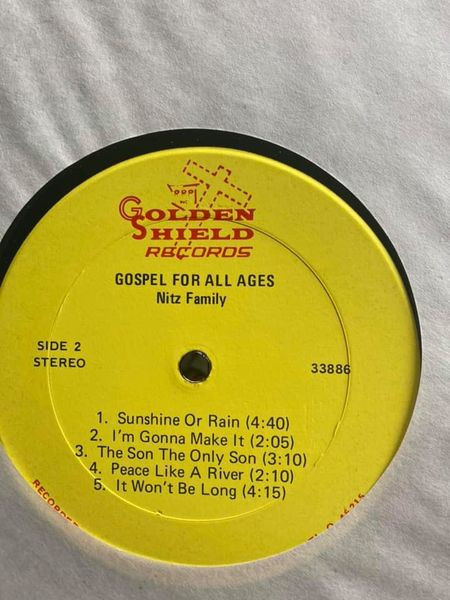 GOLDEN
SHIELD
RECORDS
GOSPEL FOR ALL AGES
Nitz Family
SIDE 2
STEREO
33886
1. Sunshine Or Rain (4:40)
2. I'm Gonna Make It (2:05)
3. The Son The Only Son (3:10)
4. Peace Like A River (2:10)
5. It Won't Be Long (4:15)